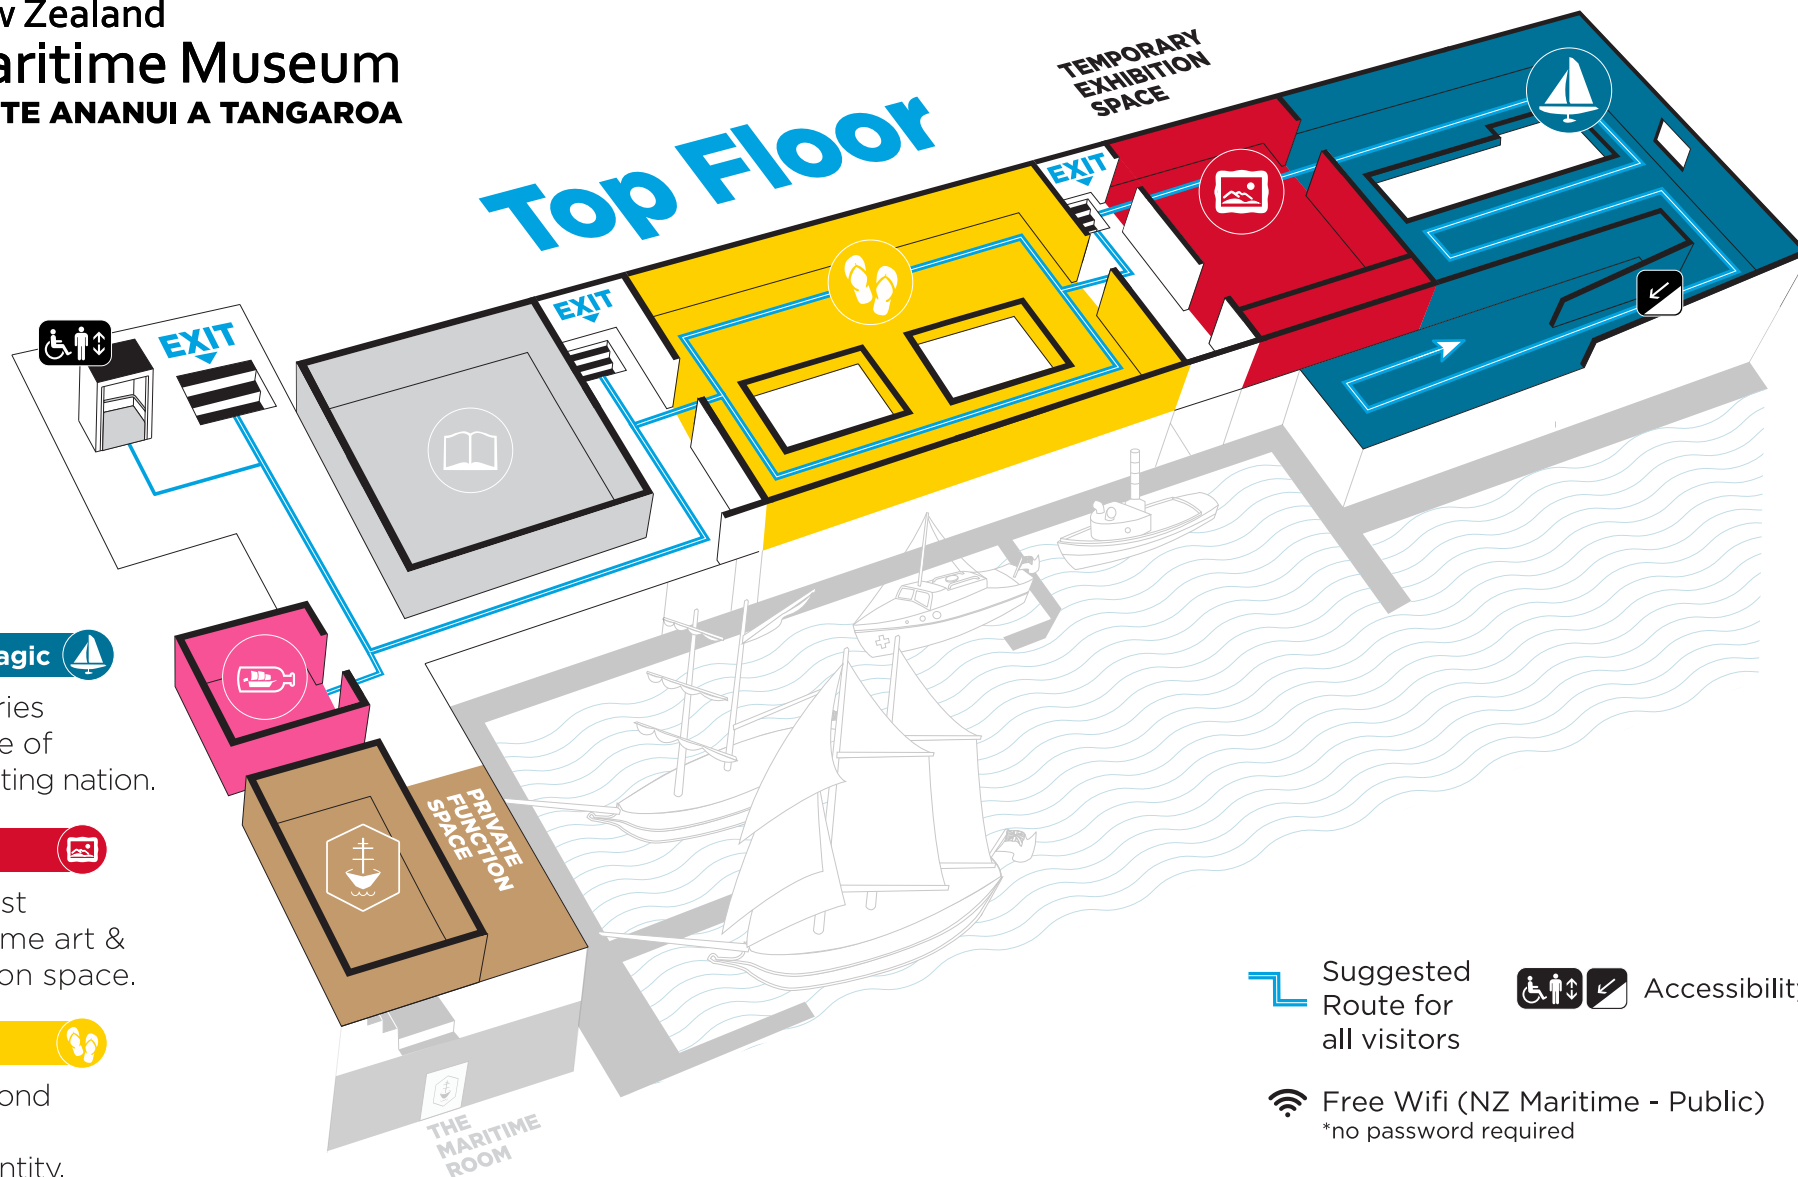 w Zealand
aritime Museum
TE ANANUI A TANGAROA
Top Floor
TEMPORARY
EXHIBITION
SPACE
EXIT
EXIT
EXIT
agic
ries
e of
ting nation.
st
me art &
on space.
ond
ntity.
PRIVATE
FUNCTION
SPACE
THE
MARITIME
ROOM
Suggested
Route for
all visitors
Accessibility
Free Wifi (NZ Maritime - Public)
*no password required